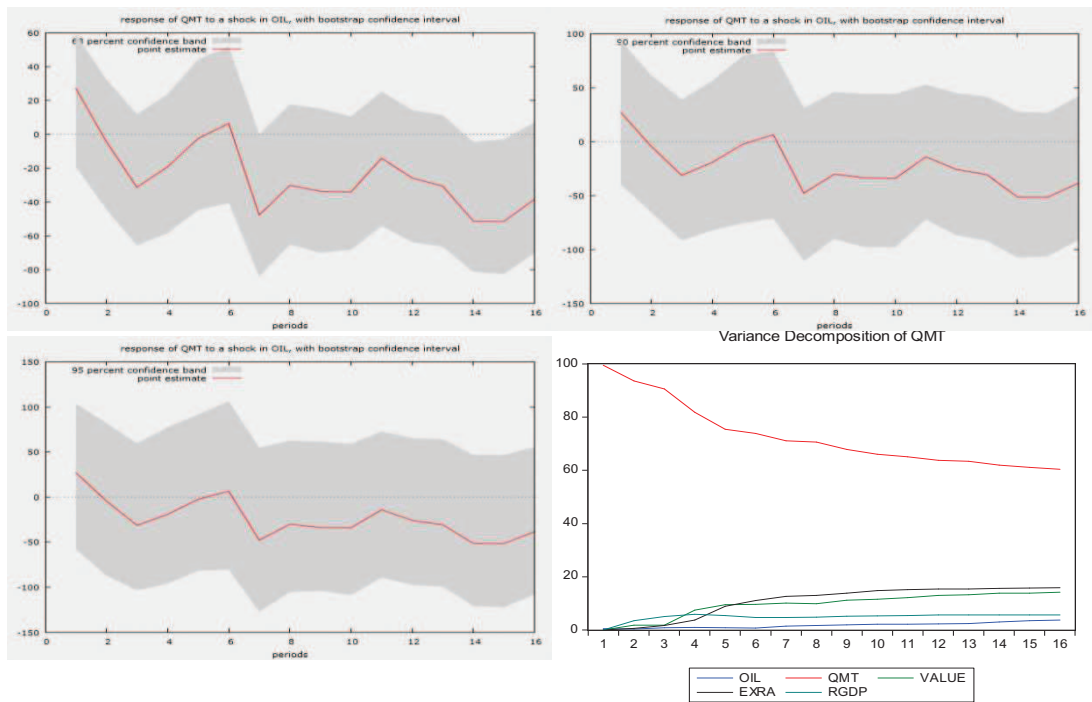 response of QMT to a shock in OIL, with bootstrap confidence interval
percent confidence band
point estimate
60
40
20
0
-20
-40
-60
-80
-100
0 2 4 6 8 10 12 14 16
periods
response of QMT to a shock in OIL, with bootstrap confidence interval
90 percent confidence band
point estimate
100
50
0
-50
-100
-150
0 2 4 6 8 10 12 14 16
periods
response of QMT to a shock in OIL, with bootstrap confidence interval
95 percent confidence band
point estimate
150
100
50
0
-50
-100
-150
0 2 4 6 8 10 12 14 16
periods
Variance Decomposition of QMT
100
80
60
40
20
0
1 2 3 4 5 6 7 8 9 10 11 12 13 14 15 16
OIL QMT VALUE
EXRA RGDP